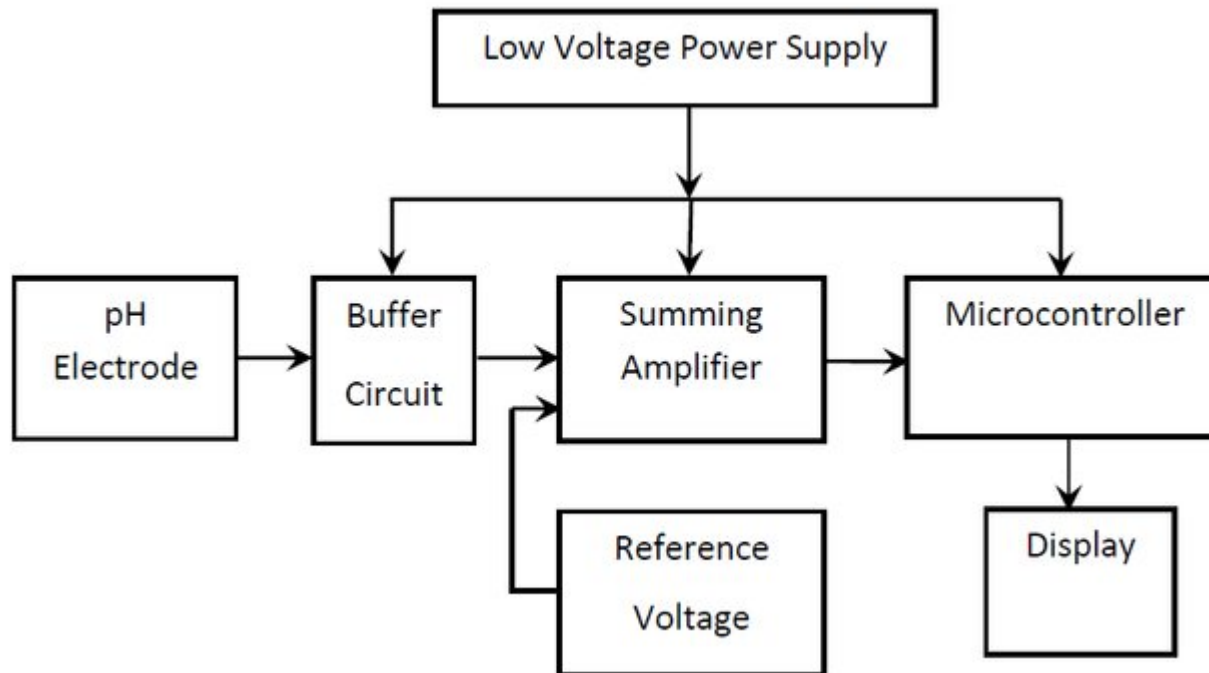 Low Voltage Power Supply
pH
Electrode
Buffer
Circuit
Summing
Amplifier
Microcontroller
Reference
Voltage
Display